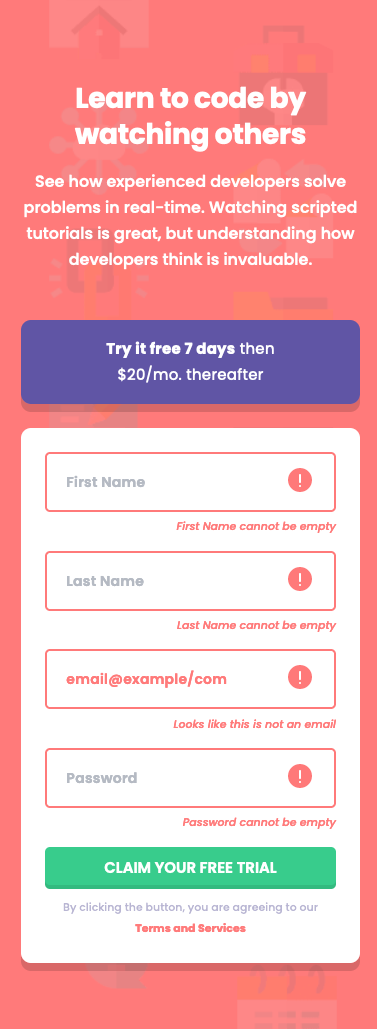 Learn to code by
watching others
See how experienced developers solve
problems in real-time. Watching scripted
tutorials is great, but understanding how
developers think is invaluable.
Try it free 7 days then
$20/mo. thereafter
First Name
First Name cannot be empty
Last Name
Last Name cannot be empty
email@example/com
Looks like this is not an email
Password
Password cannot be empty
CLAIM YOUR FREE TRIAL
By clicking the button, you are agreeing to our
Terms and Services